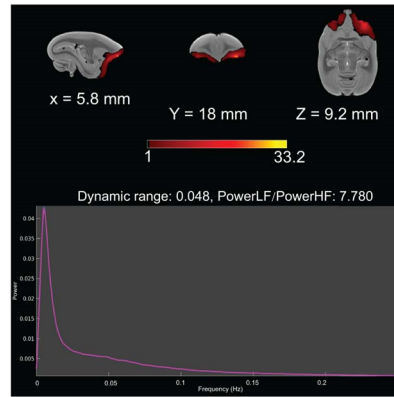 x = 5.8 mm
Y = 18 mm
Z = 9.2 mm
1
33.2
Dynamic range: 0.048, PowerLF/PowerHF: 7.780
Power
0.04
0.035
0.03
0.025
0.02
0.015
0.01
0.005
0
0.05
0.1
0.15
0.2
Frequency (Hz)